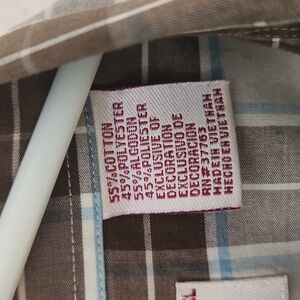 55% COTTON
45% POLYESTER
55% ALGODON
45% POLIESTER
EXCLUSIVE OF
DECORATION
EXCLUSIVO DE
DECORACION
RN# 37763
MADE IN VIETNAM
HECHO EN VIETNAM